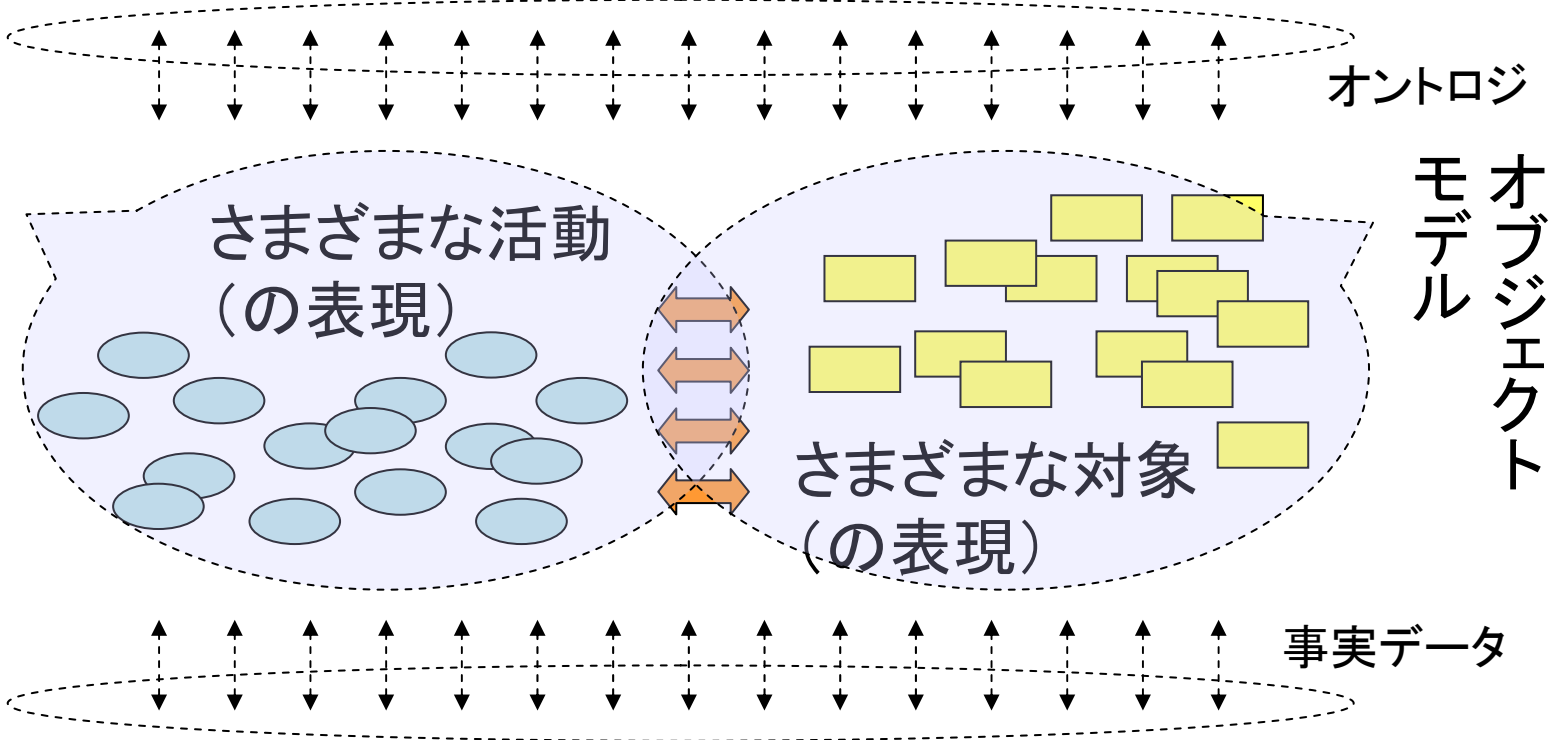 オントロジ
オブジェクト
モデル
さまざまな活動
（の表現）
さまざまな対象
（の表現）
事実データ